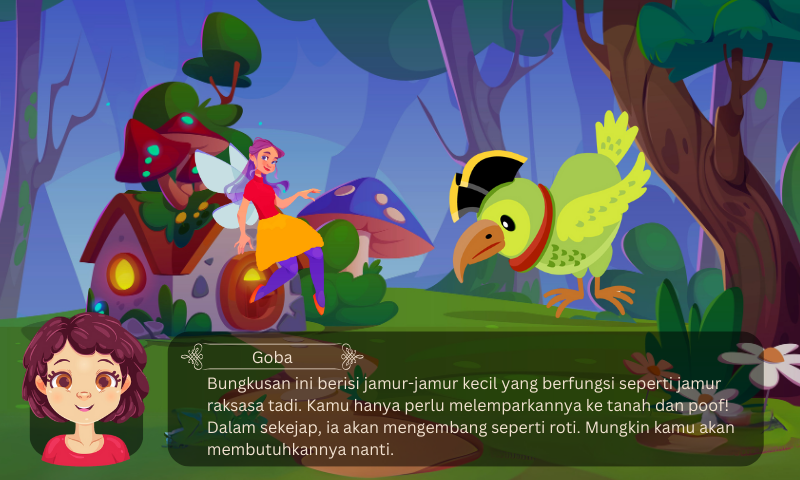 Goba
Bungkusan ini berisi jamur-jamur kecil yang berfungsi seperti jamur
raksasa tadi. Kamu hanya perlu melemparkannya ke tanah dan poof!
Dalam sekejap, ia akan mengembang seperti roti. Mungkin kamu akan
membutuhkannya nanti.